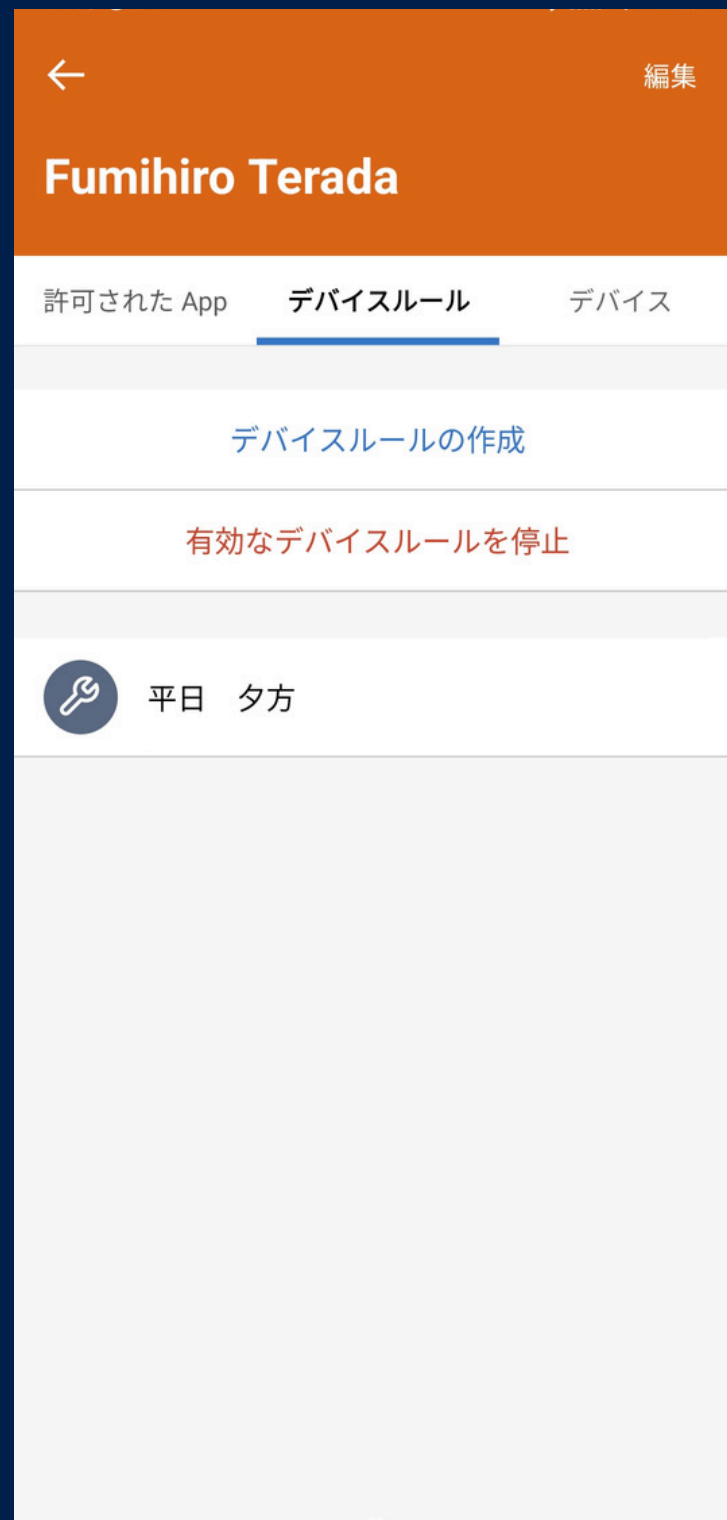 編集
Fumihiro Terada
許可された App デバイスルール デバイス
デバイスルールの作成
有効なデバイスルールを停止
平日　夕方